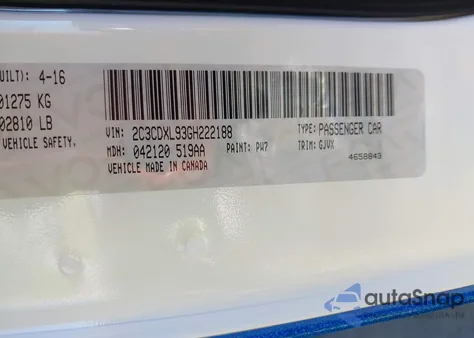 UILT): 4-16
01275 KG
02810 LB
VEHICLE SAFETY,
VIN: 2C3CDXL93GH222188
TYPE: PASSENGER CAR
MDH: 042120 519AA
PAINT: PW7
TRIM: GJVX
VEHICLE MADE IN CANADA
4658843
autoSnap